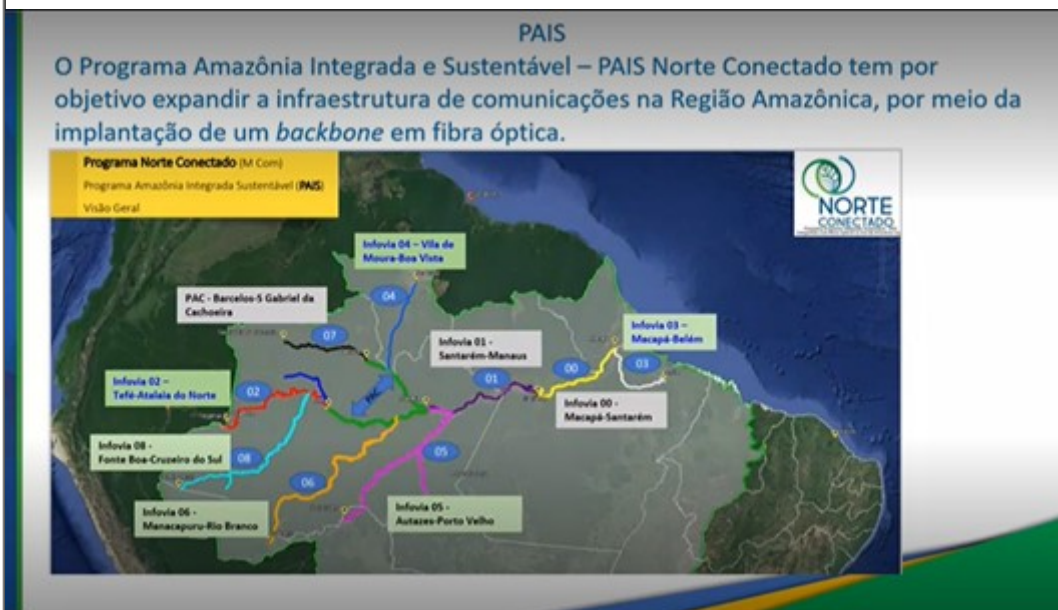 PAIS
O Programa Amazônia Integrada e Sustentável – PAIS Norte Conectado tem por
objetivo expandir a infraestrutura de comunicações na Região Amazônica, por meio da
implantação de um backbone em fibra óptica.
Programa Norte Conectado (M Com)
Programa Amazônia Integrada Sustentável (PAIS)
Visão Geral
NORTE
CONECTADO
Infovia 04 – Vila de
Moura-Boa Vista
04
PAC - Barcelos-S Gabriel da
Cachoeira
07
Infovia 01 -
Santarém-Manaus
01
Infovia 03 –
Macapá-Belém
00
03
Infovia 02 –
Tefé-Atalaia do Norte
02
PAC
Infovia 00 -
Macapá-Santarém
Infovia 08 -
Fonte Boa-Cruzeiro do Sul
08
05
06
Infovia 06 -
Manacapuru-Rio Branco
Infovia 05 -
Autazes-Porto Velho